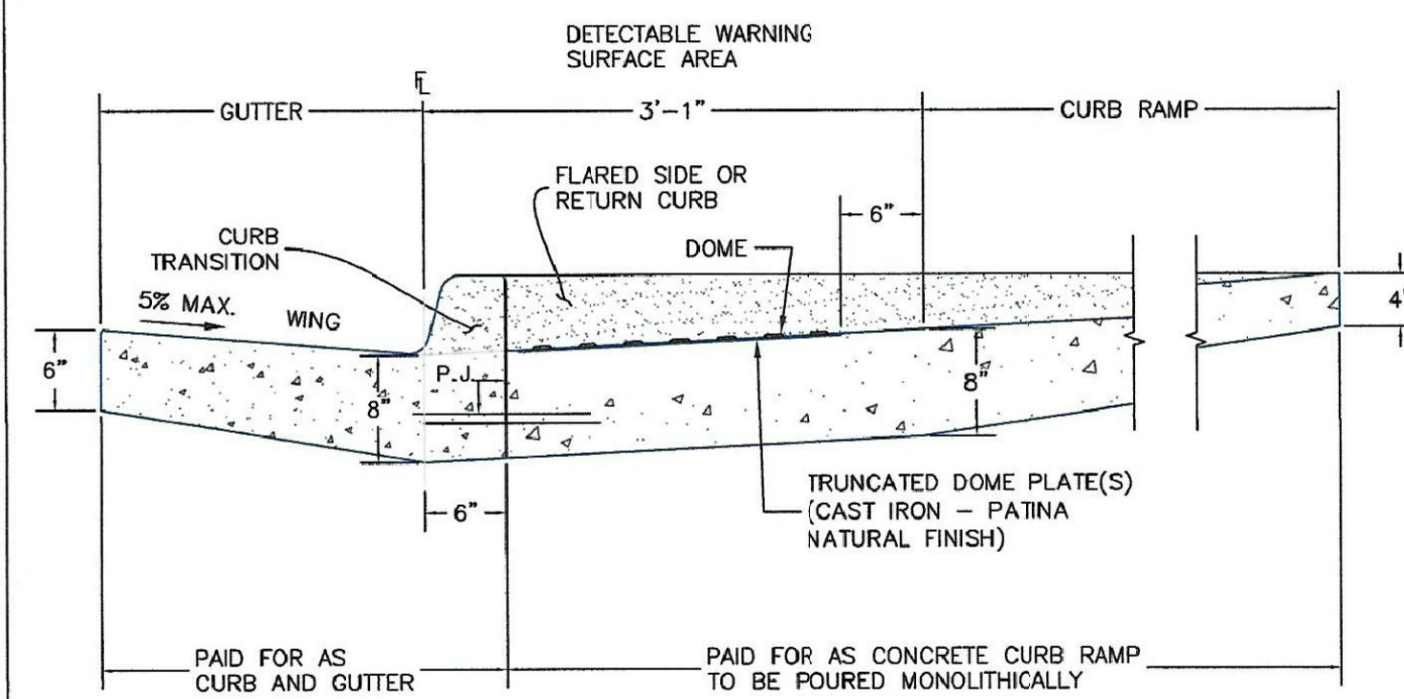 DETECTABLE WARNING
SURFACE AREA
FL
GUTTER
3'-1"
CURB RAMP
FLARED SIDE OR
RETURN CURB
6"
CURB
TRANSITION
DOME
5% MAX.
WING
4"
6"
P.J.
8"
8"
6"
TRUNCATED DOME PLATE(S)
(CAST IRON – PATINA
NATURAL FINISH)
PAID FOR AS
CURB AND GUTTER
PAID FOR AS CONCRETE CURB RAMP
TO BE POURED MONOLITHICALLY